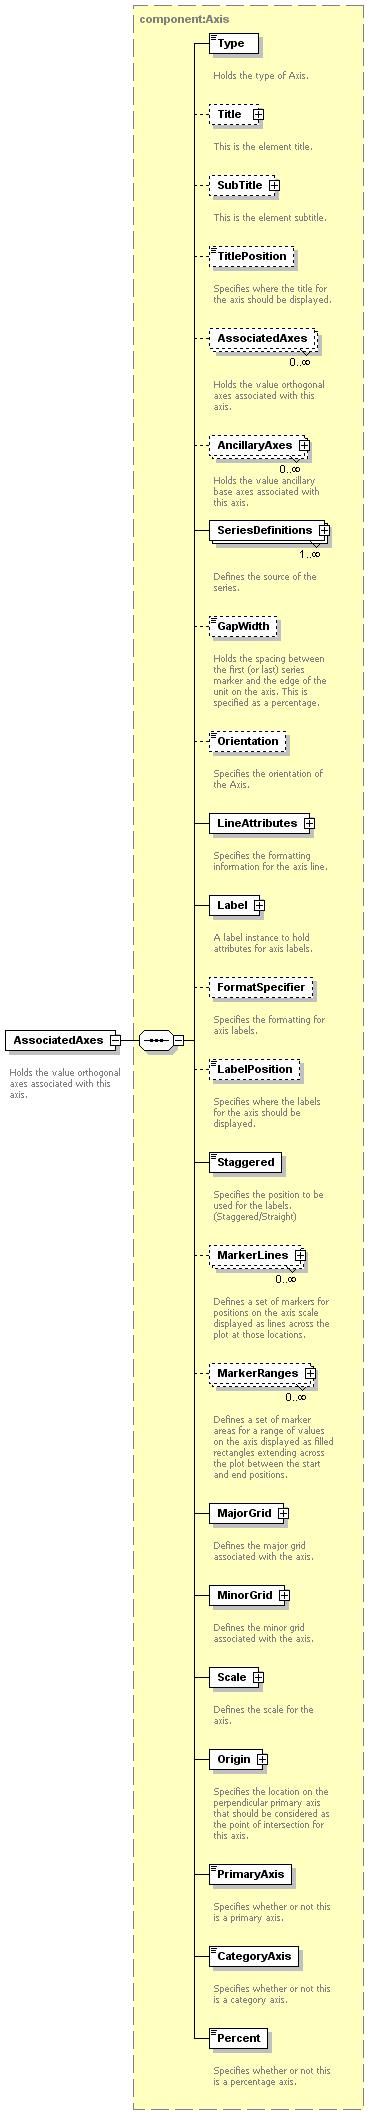 component:Axis
Type
Holds the type of Axis.
Title
This is the element title.
SubTitle
This is the element subtitle.
TitlePosition
Specifies where the title for
the axis should be displayed.
AssociatedAxes
0..∞
Holds the value orthogonal
axes associated with this
axis.
AncillaryAxes
0..∞
Holds the value ancillary
base axes associated with
this axis.
SeriesDefinitions
1..∞
Defines the source of the
series.
GapWidth
Holds the spacing between
the first (or last) series
marker and the edge of the
unit on the axis. This is
specified as a percentage.
Orientation
Specifies the orientation of
the Axis.
LineAttributes
Specifies the formatting
information for the axis line.
Label
A label instance to hold
attributes for axis labels.
FormatSpecifier
Specifies the formatting for
axis labels.
AssociatedAxes
Holds the value orthogonal
axes associated with this
axis.
LabelPosition
Specifies where the labels
for the axis should be
displayed.
Staggered
Specifies the position to be
used for the labels.
(Staggered/Straight)
MarkerLines
0..∞
Defines a set of markers for
positions on the axis scale
displayed as lines across the
plot at those locations.
MarkerRanges
0..∞
Defines a set of marker
areas for a range of values
on the axis displayed as filled
rectangles extending across
the plot between the start
and end positions.
MajorGrid
Defines the major grid
associated with the axis.
MinorGrid
Defines the minor grid
associated with the axis.
Scale
Defines the scale for the
axis.
Origin
Specifies the location on the
perpendicular primary axis
that should be considered as
the point of intersection for
this axis.
PrimaryAxis
Specifies whether or not this
is a primary axis.
CategoryAxis
Specifies whether or not this
is a category axis.
Percent
Specifies whether or not this
is a percentage axis.